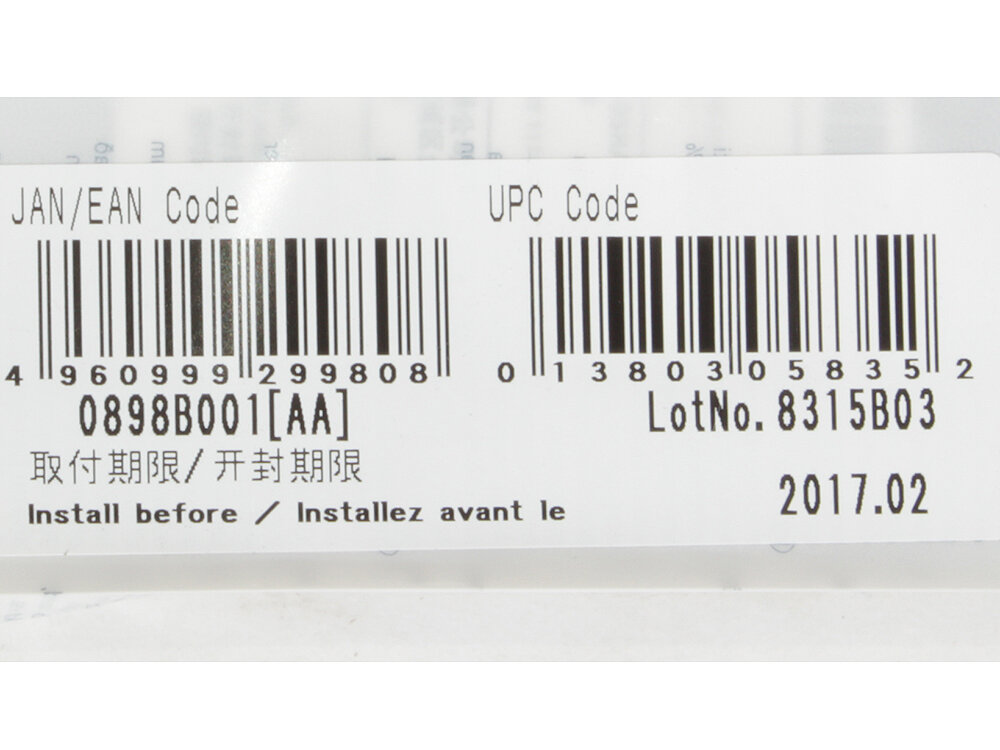 JAN/EAN Code
UPC Code
4 960999 299808
0 13803 05835 2
0898B001[AA]
LotNo. 8315B03
取付期限/开封期限
2017.02
Install before / Installez avant le